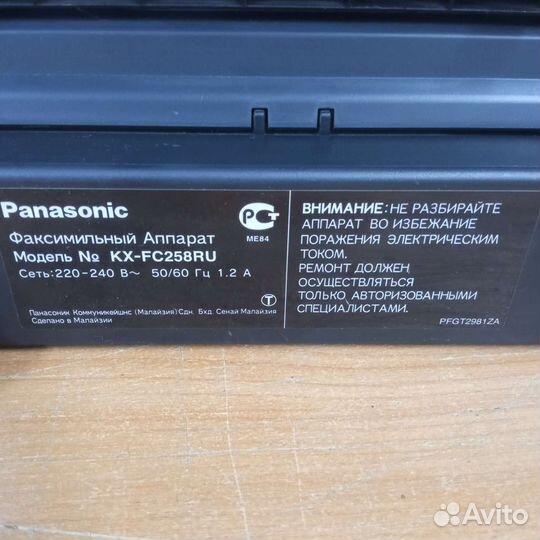 Panasonic
Факсимильный Аппарат
Модель № KX-FC258RU
Сеть:220-240 В~ 50/60 Гц 1.2 А
Панасоник Коммуникейшнс (Малайзия)Сдн. Бхд. Сенай Малайзия
Сделано в Малайзии
РСТ
ME84
Т
ВНИМАНИЕ: НЕ РАЗБИРАЙТЕ
АППАРАТ ВО ИЗБЕЖАНИЕ
ПОРАЖЕНИЯ ЭЛЕКТРИЧЕСКИМ
ТОКОМ.
РЕМОНТ ДОЛЖЕН
ОСУЩЕСТВЛЯТЬСЯ
ТОЛЬКО АВТОРИЗОВАННЫМИ
СПЕЦИАЛИСТАМИ.
PFGT2981ZA
Avito